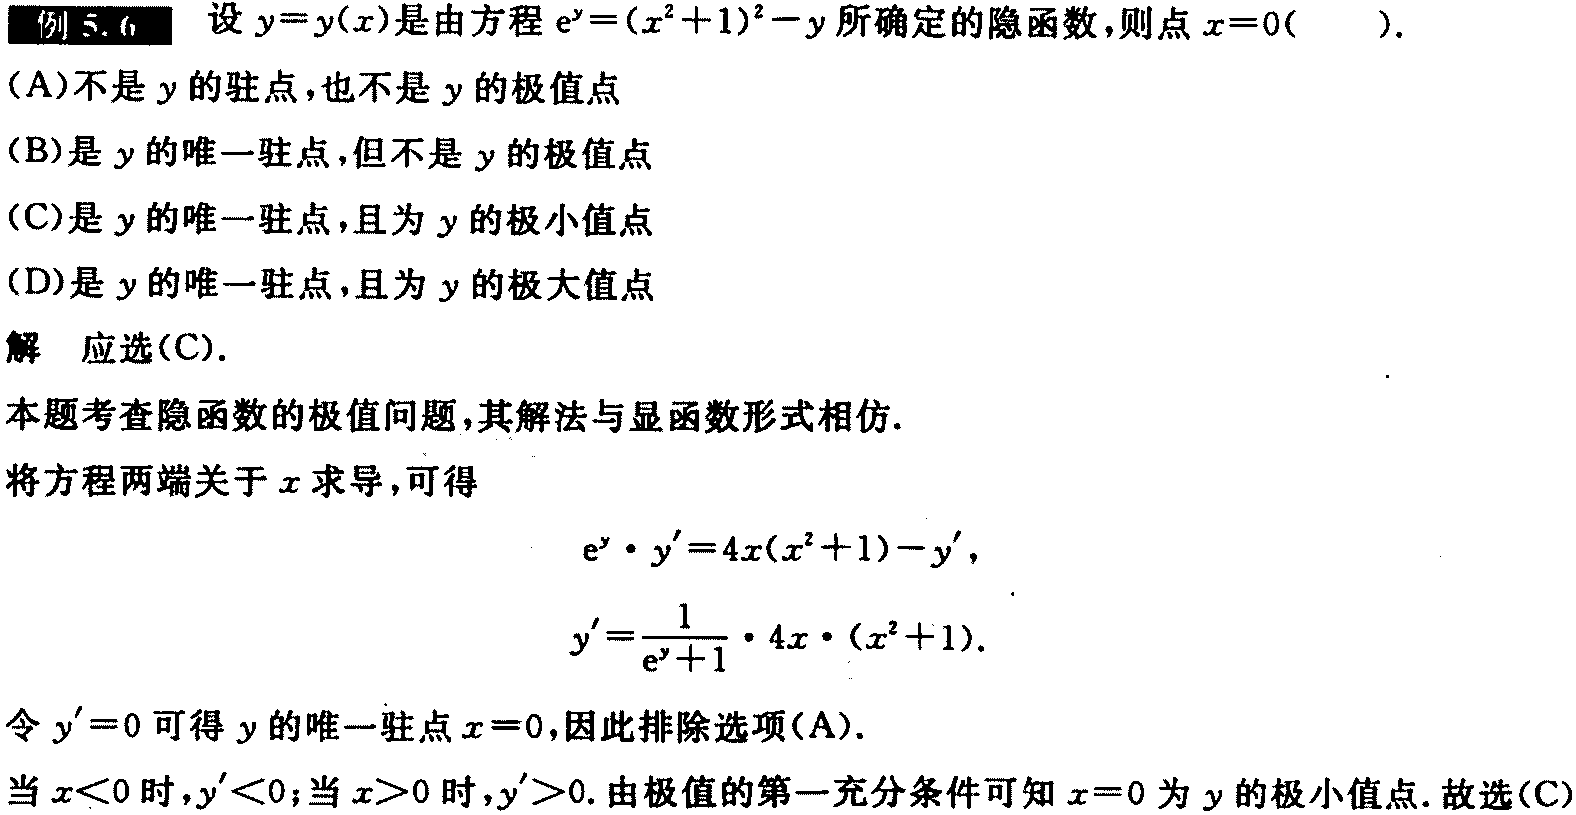 例 5.6 设 y=y(x)是由方程 e^y=(x²+1)²-y 所确定的隐函数,则点 x=0(  ).
(A)不是 y 的驻点,也不是 y 的极值点
(B)是 y 的唯一驻点,但不是 y 的极值点
(C)是 y 的唯一驻点,且为 y 的极小值点
(D)是 y 的唯一驻点,且为 y 的极大值点
解 应选(C).
本题考查隐函数的极值问题,其解法与显函数形式相仿.
将方程两端关于 x 求导,可得
e^y · y′=4x(x²+1)-y′,
y′=1/(e^y+1) · 4x · (x²+1).
令 y′=0 可得 y 的唯一驻点 x=0,因此排除选项(A).
当 x<0 时,y′<0;当 x>0 时,y′>0. 由极值的第一充分条件可知 x=0 为 y 的极小值点. 故选(C)